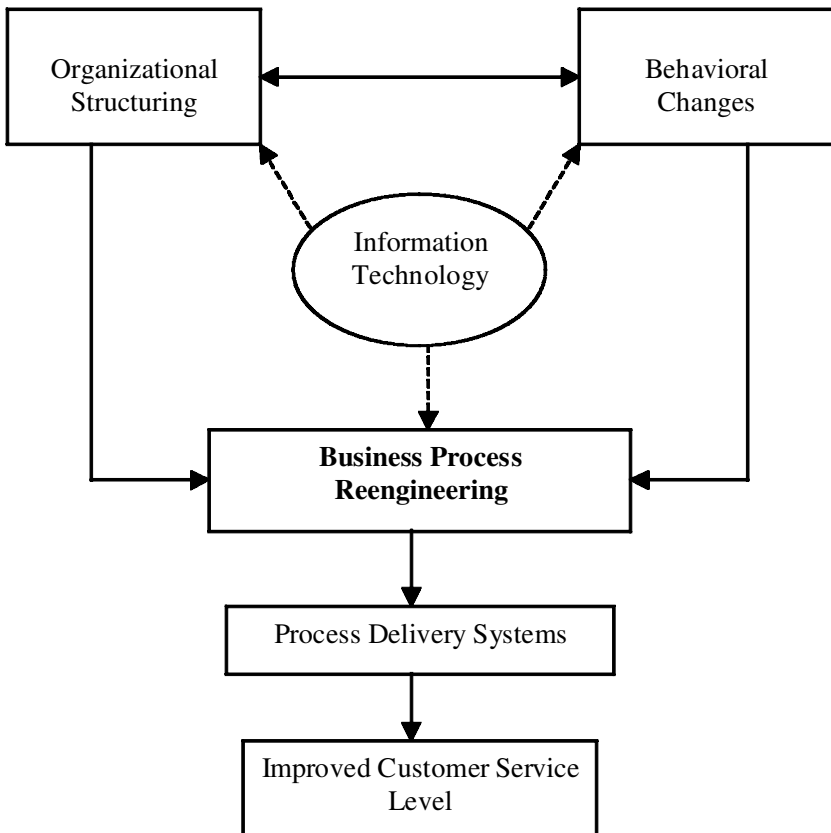 Organizational
Structuring
Behavioral
Changes
Information
Technology
Business Process
Reengineering
Process Delivery Systems
Improved Customer Service
Level